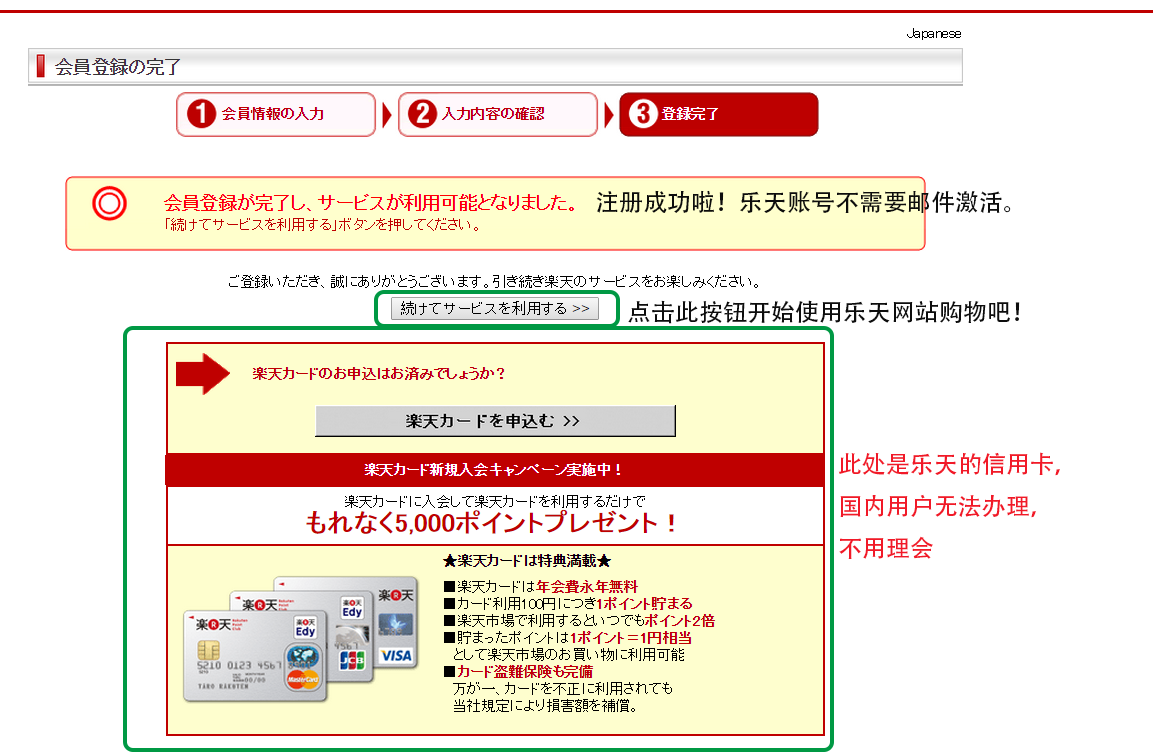 Japanese
会員登録の完了
1 会員情報の入力
2 入力内容の確認
3 登録完了
会員登録が完了し、サービスが利用可能となりました。 注册成功啦！乐天账号不需要邮件激活。
「続けてサービスを利用する」ボタンを押してください。
ご登録いただき、誠にありがとうございます。引き続き楽天のサービスをお楽しみください。
続けてサービスを利用する >> 点击此按钮开始使用乐天网站购物吧！
楽天カードのお申込はお済みでしょうか？
楽天カードを申込む >>
楽天カード新規入会キャンペーン実施中！
楽天カードに入会して楽天カードを利用するだけで
もれなく5,000ポイントプレゼント！
此处是乐天的信用卡,
国内用户无法办理,
不用理会
★楽天カードは特典満載★
■楽天カードは年会費永年無料
■カード利用100円につき1ポイント貯まる
■楽天市場で利用するといつでもポイント2倍
■貯まったポイントは1ポイント＝1円相当
として楽天市場のお買い物に利用可能
■カード盗難保険も完備
万が一、カードを不正に利用されても
当社規定により損害額を補償。
楽R天
楽R天
楽R天
Edy
Edy
VISA
JCB
5210 0123 4567
MasterCard
TARO RAKUTEN